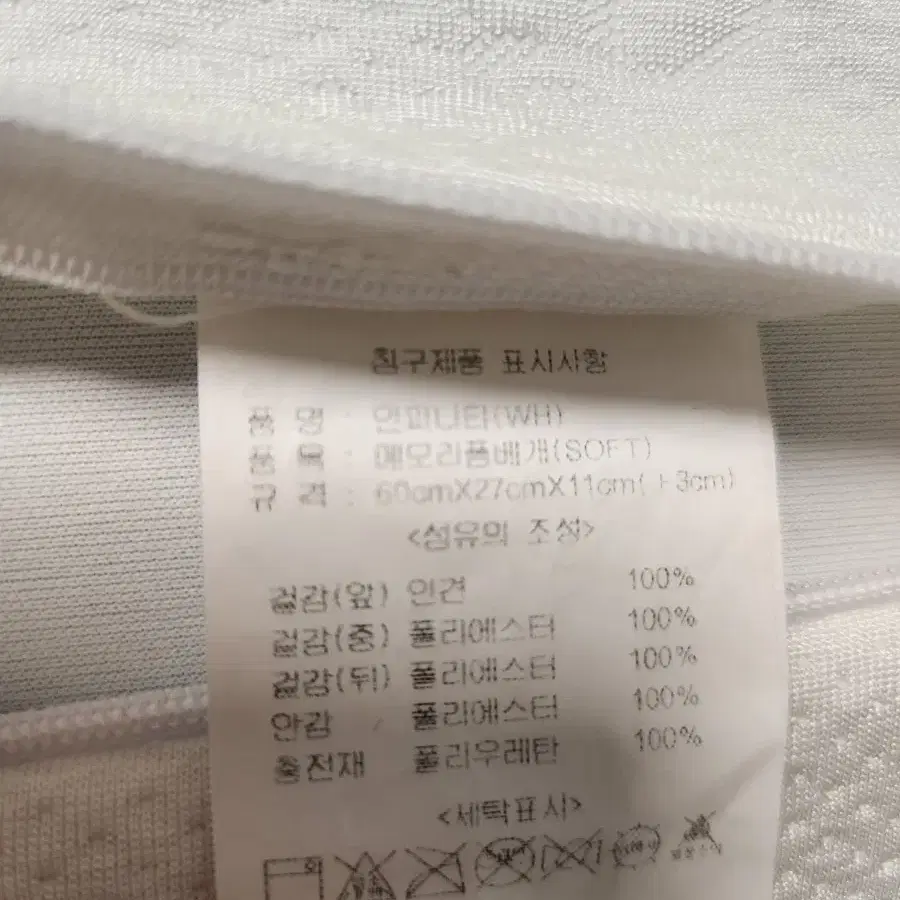 침구제품 표시사항
품 명 : 인피니타(WH)
품 목 : 메모리폼베개(SOFT)
규 격 : 60cmX27cmX11cm(±3cm)
<섬유의 조성>
겉감(앞) 인견 100%
겉감(중) 폴리에스터 100%
겉감(뒤) 폴리에스터 100%
안감 폴리에스터 100%
충전재 폴리우레탄 100%
<세탁표시>